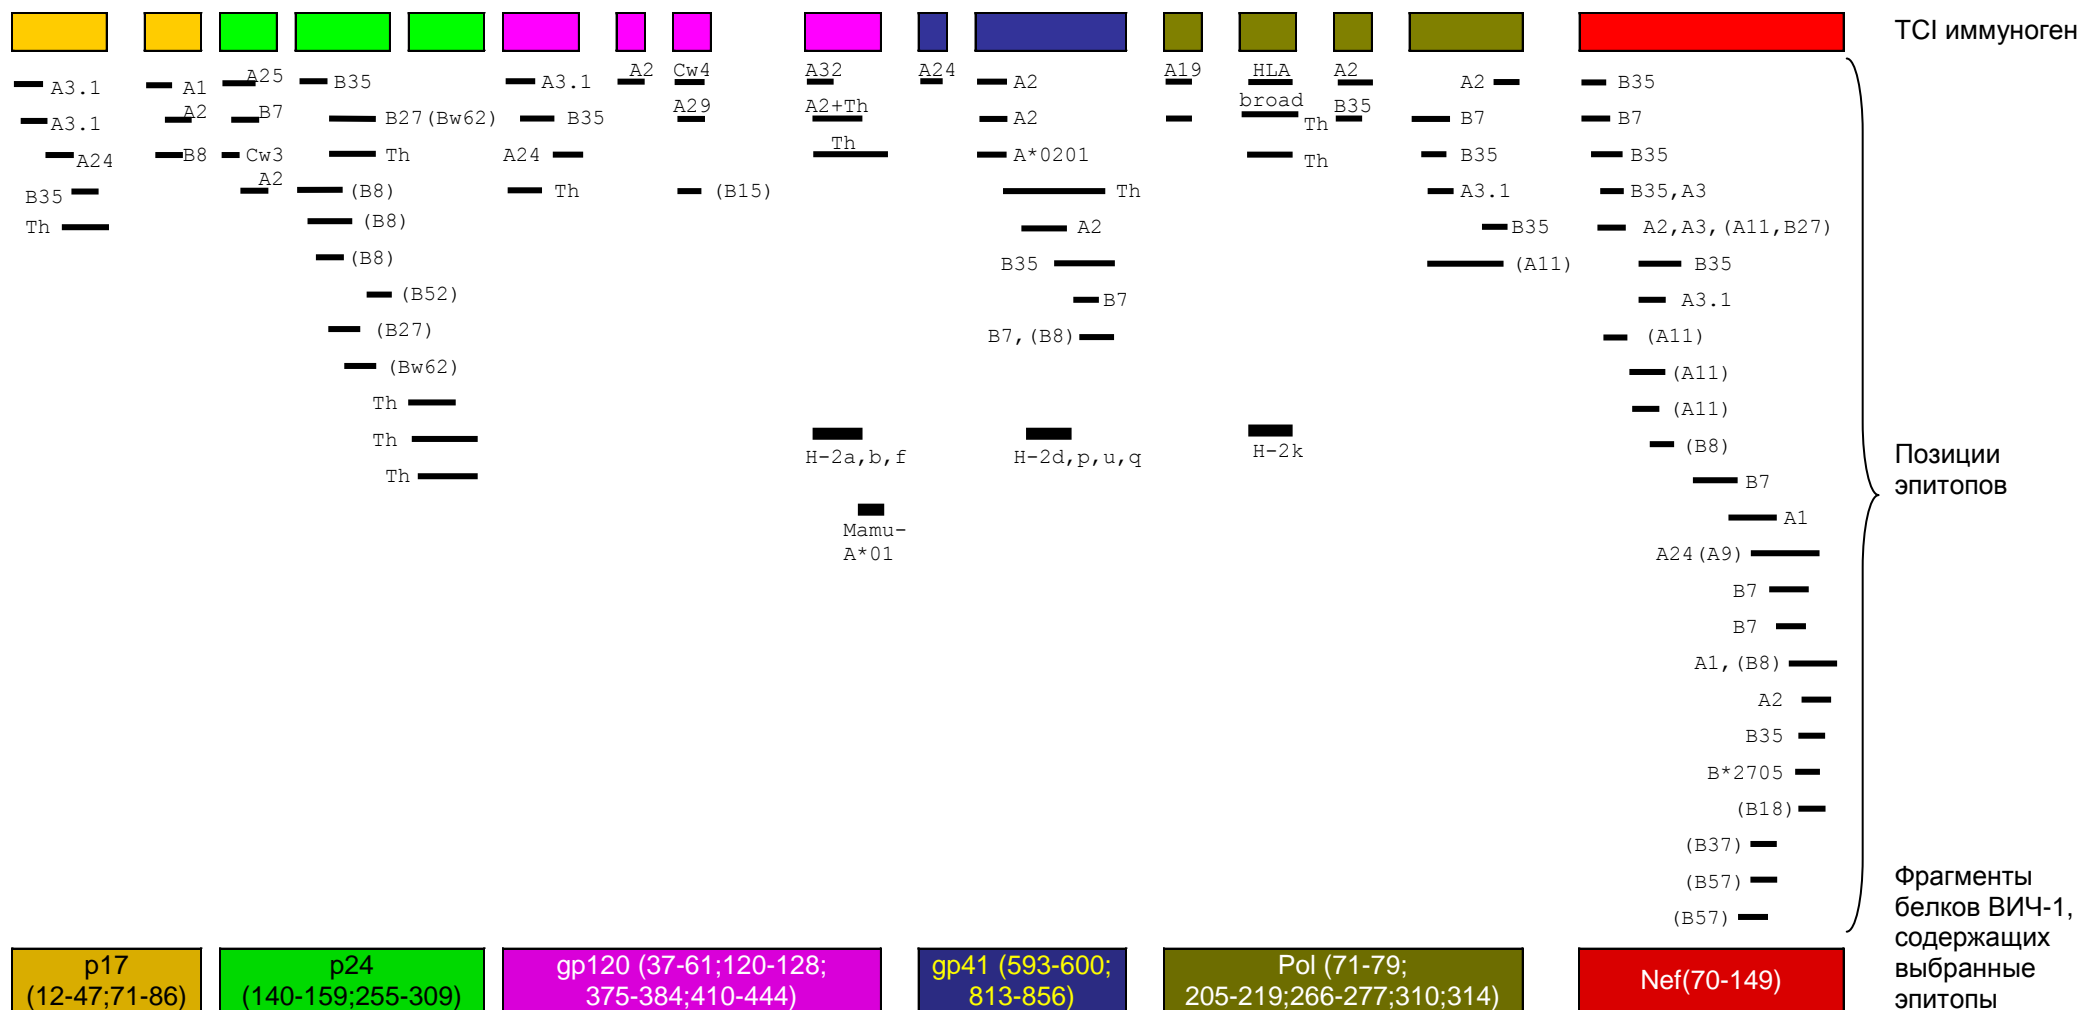 TCI иммуноген
A3.1
A1
A25
B35
A3.1
A2
Cw4
A32
A24
A2
A19
HLA
A2
A2
B35
A3.1
A2
B7
B27(Bw62)
B35
A29
A2+Th
A2
broad
Th
B35
B7
B7
A24
B8
Cw3
Th
A24
Th
A*0201
Th
B35
B35
B35
A2
(B8)
Th
(B15)
Th
A3.1
B35,A3
Th
(B8)
A2
B35
A2,A3,(A11,B27)
(B8)
B35
(A11)
B35
(B52)
B7
A3.1
(B27)
B7,(B8)
(A11)
(Bw62)
(A11)
Th
(A11)
Th
H-2a,b,f
H-2d,p,u,q
H-2k
(B8)
Th
B7
Позиции
эпитопов
Mamu-
A*01
A1
A24(A9)
B7
B7
A1,(B8)
A2
B35
B*2705
(B18)
(B37)
(B57)
(B57)
Фрагменты
белков ВИЧ-1,
содержащих
выбранные
эпитопы
p17
(12-47;71-86)
p24
(140-159;255-309)
gp120 (37-61;120-128;
375-384;410-444)
gp41 (593-600;
813-856)
Pol (71-79;
205-219;266-277;310;314)
Nef(70-149)